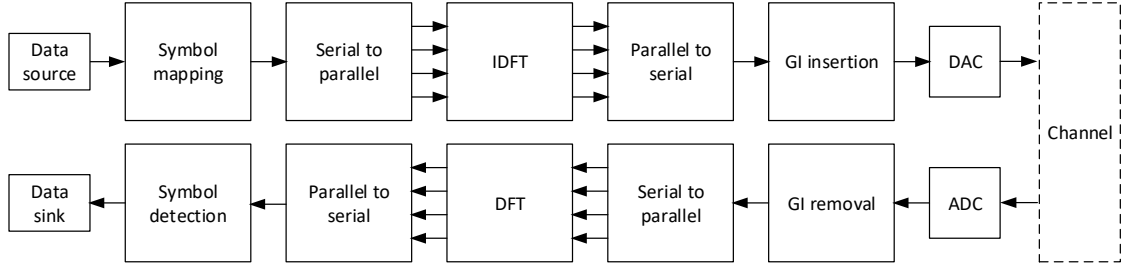 Data
source
Symbol
mapping
Serial to
parallel
IDFT
Parallel to
serial
GI insertion
DAC
Channel
Data
sink
Symbol
detection
Parallel to
serial
DFT
Serial to
parallel
GI removal
ADC